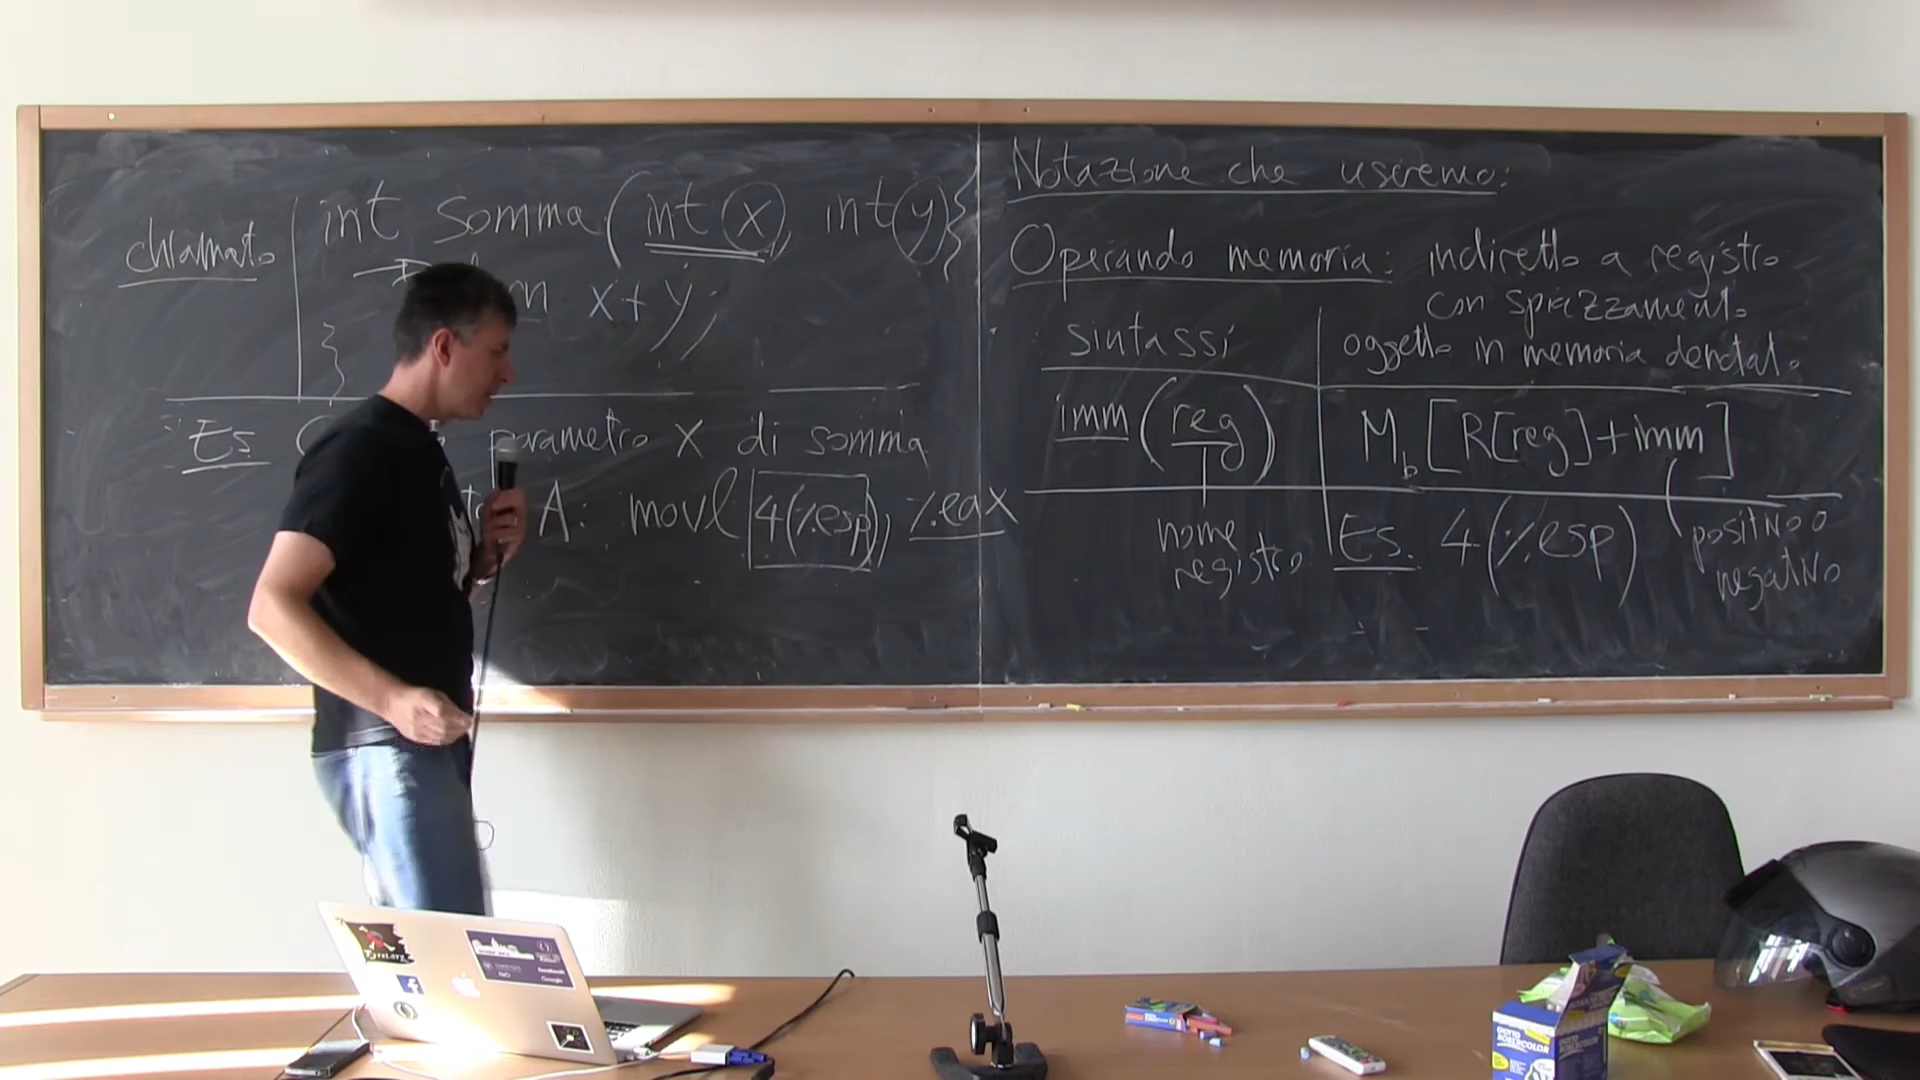 chiamato
int somma (int x, int y) {
x+y;
}
Es parametro x di somma
A: movl 4(%esp), %eax
Notazione che useremo:
Operando memoria: indiretto a registro
con spiazzamento
sintassi
oggetto in memoria denotato
imm (reg)
M_b [R[reg]+imm]
nome
registro
Es. 4(%esp)
positivo o
negativo